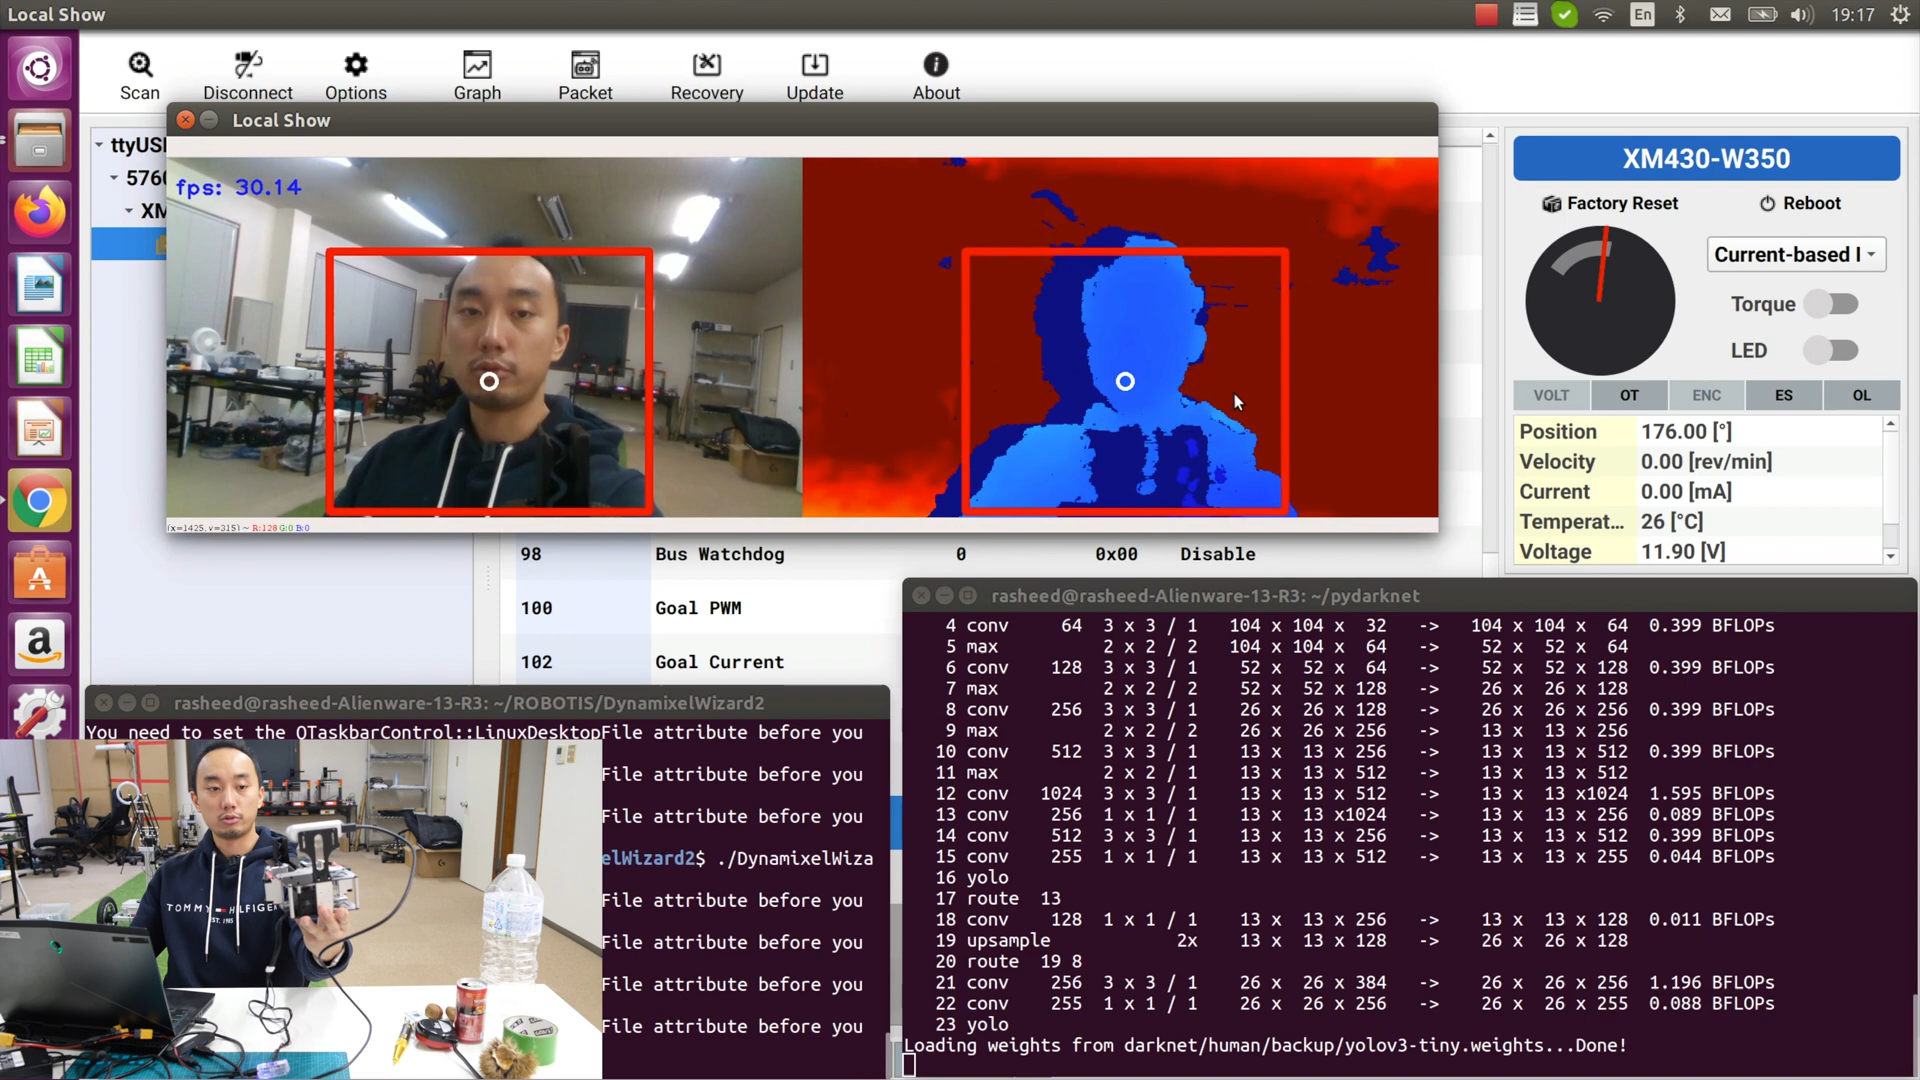 Local Show
En
19:17
Scan
Disconnect
Options
Graph
Packet
Recovery
Update
About
Local Show
fps: 30.14
(x=1425, y=315) ~ R:128 G:0 B:0
98 Bus Watchdog 0 0x00 Disable
100 Goal PWM
102 Goal Current
XM430-W350
Factory Reset
Reboot
Current-based
Torque
LED
VOLT OT ENC ES OL
Position 176.00 [°]
Velocity 0.00 [rev/min]
Current 0.00 [mA]
Temperat... 26 [°C]
Voltage 11.90 [V]
rasheed@rasheed-Alienware-13-R3: ~/ROBOTIS/DynamixelWizard2
You need to set the QTaskbarControl::LinuxDesktopFile attribute before you
File attribute before you
File attribute before you
elWizard2$ ./DynamixelWiza
File attribute before you
File attribute before you
File attribute before you
File attribute before you
TOMMY HILFIGER
EST. 1985
rasheed@rasheed-Alienware-13-R3: ~/pydarknet
4 conv 64 3 x 3 / 1 104 x 104 x 32 -> 104 x 104 x 64 0.399 BFLOPs
5 max 2 x 2 / 2 104 x 104 x 64 -> 52 x 52 x 64
6 conv 128 3 x 3 / 1 52 x 52 x 64 -> 52 x 52 x 128 0.399 BFLOPs
7 max 2 x 2 / 2 52 x 52 x 128 -> 26 x 26 x 128
8 conv 256 3 x 3 / 1 26 x 26 x 128 -> 26 x 26 x 256 0.399 BFLOPs
9 max 2 x 2 / 2 26 x 26 x 256 -> 13 x 13 x 256
10 conv 512 3 x 3 / 1 13 x 13 x 256 -> 13 x 13 x 512 0.399 BFLOPs
11 max 2 x 2 / 1 13 x 13 x 512 -> 13 x 13 x 512
12 conv 1024 3 x 3 / 1 13 x 13 x 512 -> 13 x 13 x1024 1.595 BFLOPs
13 conv 256 1 x 1 / 1 13 x 13 x1024 -> 13 x 13 x 256 0.089 BFLOPs
14 conv 512 3 x 3 / 1 13 x 13 x 256 -> 13 x 13 x 512 0.399 BFLOPs
15 conv 255 1 x 1 / 1 13 x 13 x 512 -> 13 x 13 x 255 0.044 BFLOPs
16 yolo
17 route 13
18 conv 128 1 x 1 / 1 13 x 13 x 256 -> 13 x 13 x 128 0.011 BFLOPs
19 upsample 2x 13 x 13 x 128 -> 26 x 26 x 128
20 route 19 8
21 conv 256 3 x 3 / 1 26 x 26 x 384 -> 26 x 26 x 256 1.196 BFLOPs
22 conv 255 1 x 1 / 1 26 x 26 x 256 -> 26 x 26 x 255 0.088 BFLOPs
23 yolo
Loading weights from darknet/human/backup/yolov3-tiny.weights...Done!